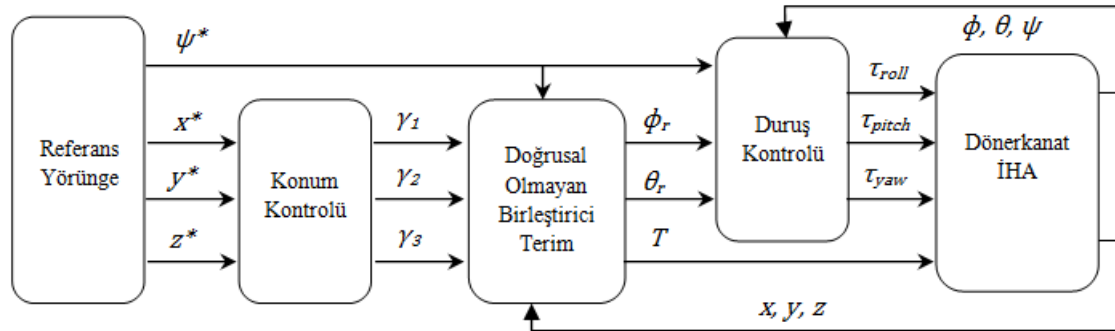 Referans
Yörünge
ψ*
x*
y*
z*
Konum
Kontrolü
γ1
γ2
γ3
Doğrusal
Olmayan
Birleştirici
Terim
ϕr
θr
T
Duruş
Kontrolü
ϕ, θ, ψ
τroll
τpitch
τyaw
Dönerkanat
İHA
x, y, z